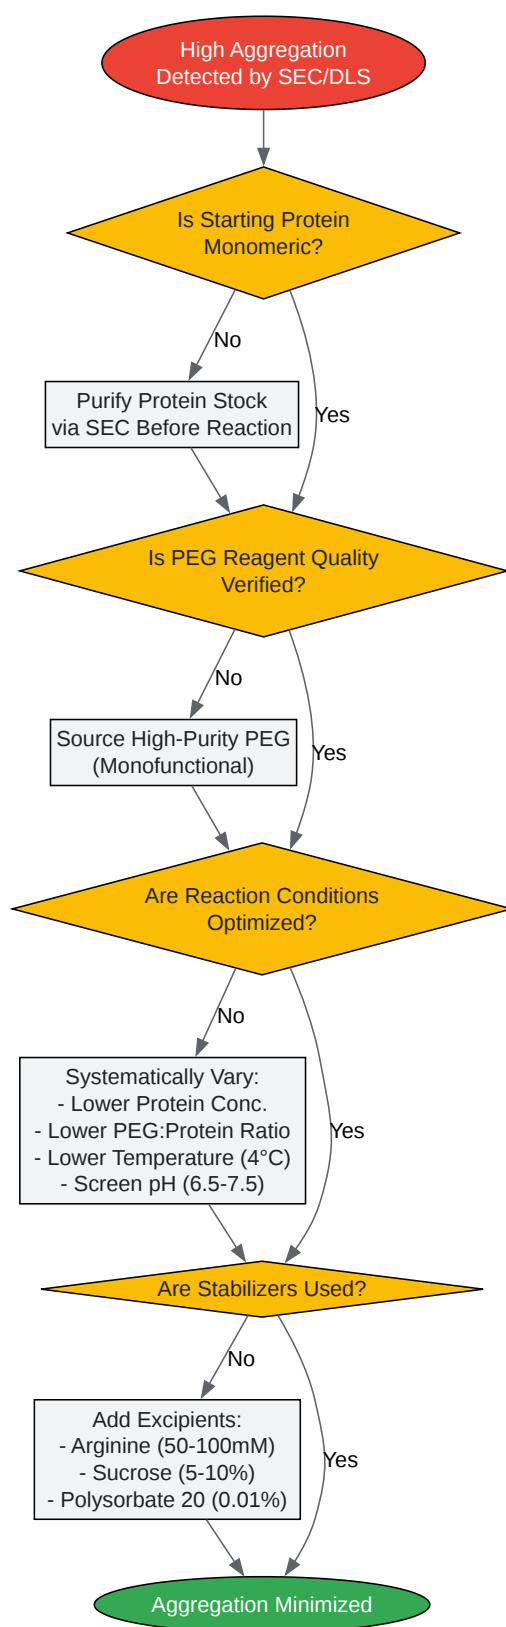 High Aggregation
Detected by SEC/DLS
Is Starting Protein
Monomeric?
No
Purify Protein Stock
via SEC Before Reaction
Yes
Is PEG Reagent Quality
Verified?
No
Source High-Purity PEG
(Monofunctional)
Yes
Are Reaction Conditions
Optimized?
No
Systematically Vary:
- Lower Protein Conc.
- Lower PEG:Protein Ratio
- Lower Temperature (4°C)
- Screen pH (6.5-7.5)
Yes
Are Stabilizers Used?
No
Add Excipients:
- Arginine (50-100mM)
- Sucrose (5-10%)
- Polysorbate 20 (0.01%)
Yes
Aggregation Minimized